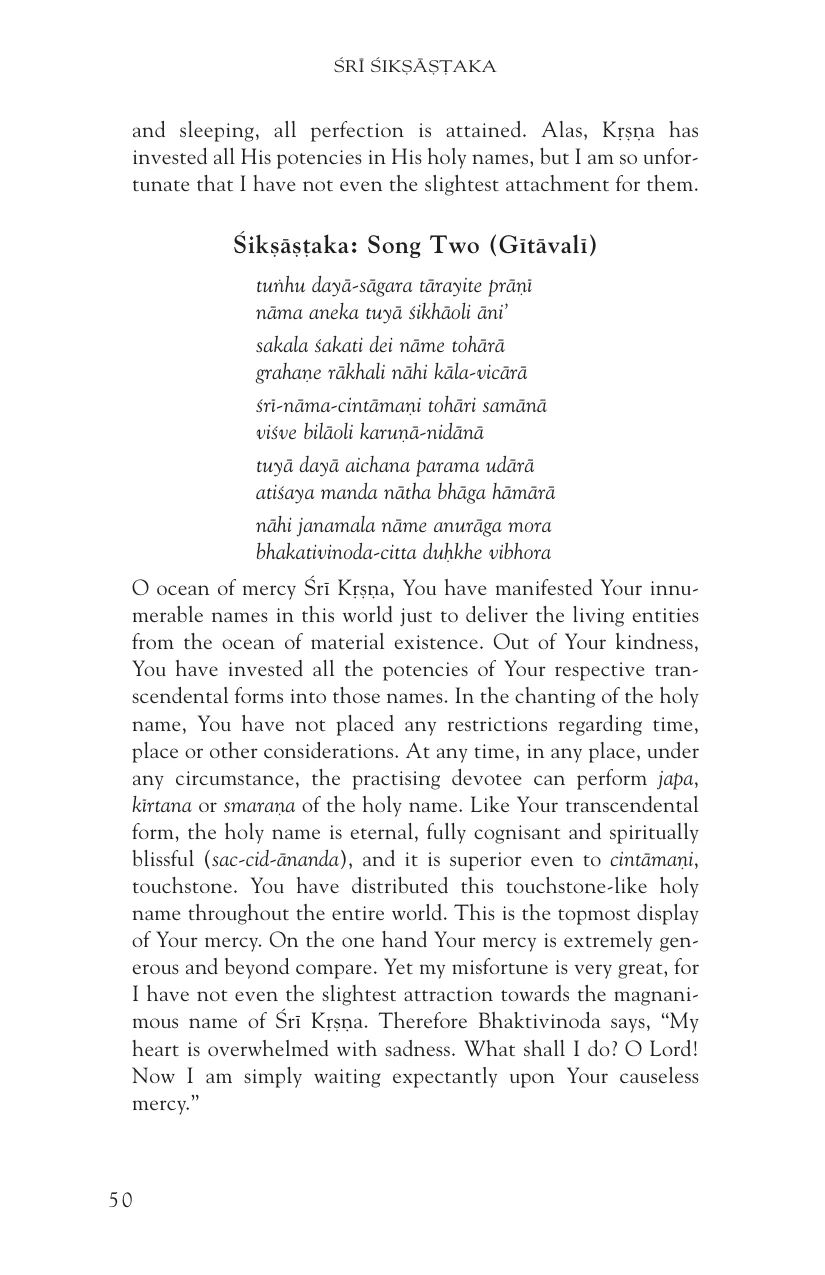 ŚRĪ ŚIKṢĀṢṬAKA
and sleeping, all perfection is attained. Alas, Kṛṣṇa has
invested all His potencies in His holy names, but I am so unfor-
tunate that I have not even the slightest attachment for them.
Śikṣāṣṭaka: Song Two (Gītāvalī)
tuṅhu dayā-sāgara tārayite prāṇī
nāma aneka tuyā śikhāoli āni’
sakala śakati dei nāme tohārā
grahaṇe rākhali nāhi kāla-vicārā
śrī-nāma-cintāmaṇi tohāri samānā
viśve bilāoli karuṇā-nidānā
tuyā dayā aichana parama udārā
atiśaya manda nātha bhāga hāmārā
nāhi janamala nāme anurāga mora
bhakativinoda-citta duḥkhe vibhora
O ocean of mercy Śrī Kṛṣṇa, You have manifested Your innu-
merable names in this world just to deliver the living entities
from the ocean of material existence. Out of Your kindness,
You have invested all the potencies of Your respective tran-
scendental forms into those names. In the chanting of the holy
name, You have not placed any restrictions regarding time,
place or other considerations. At any time, in any place, under
any circumstance, the practising devotee can perform japa,
kīrtana or smaraṇa of the holy name. Like Your transcendental
form, the holy name is eternal, fully cognisant and spiritually
blissful (sac-cid-ānanda), and it is superior even to cintāmaṇi,
touchstone. You have distributed this touchstone-like holy
name throughout the entire world. This is the topmost display
of Your mercy. On the one hand Your mercy is extremely gen-
erous and beyond compare. Yet my misfortune is very great, for
I have not even the slightest attraction towards the magnani-
mous name of Śrī Kṛṣṇa. Therefore Bhaktivinoda says, “My
heart is overwhelmed with sadness. What shall I do? O Lord!
Now I am simply waiting expectantly upon Your causeless
mercy.”
50